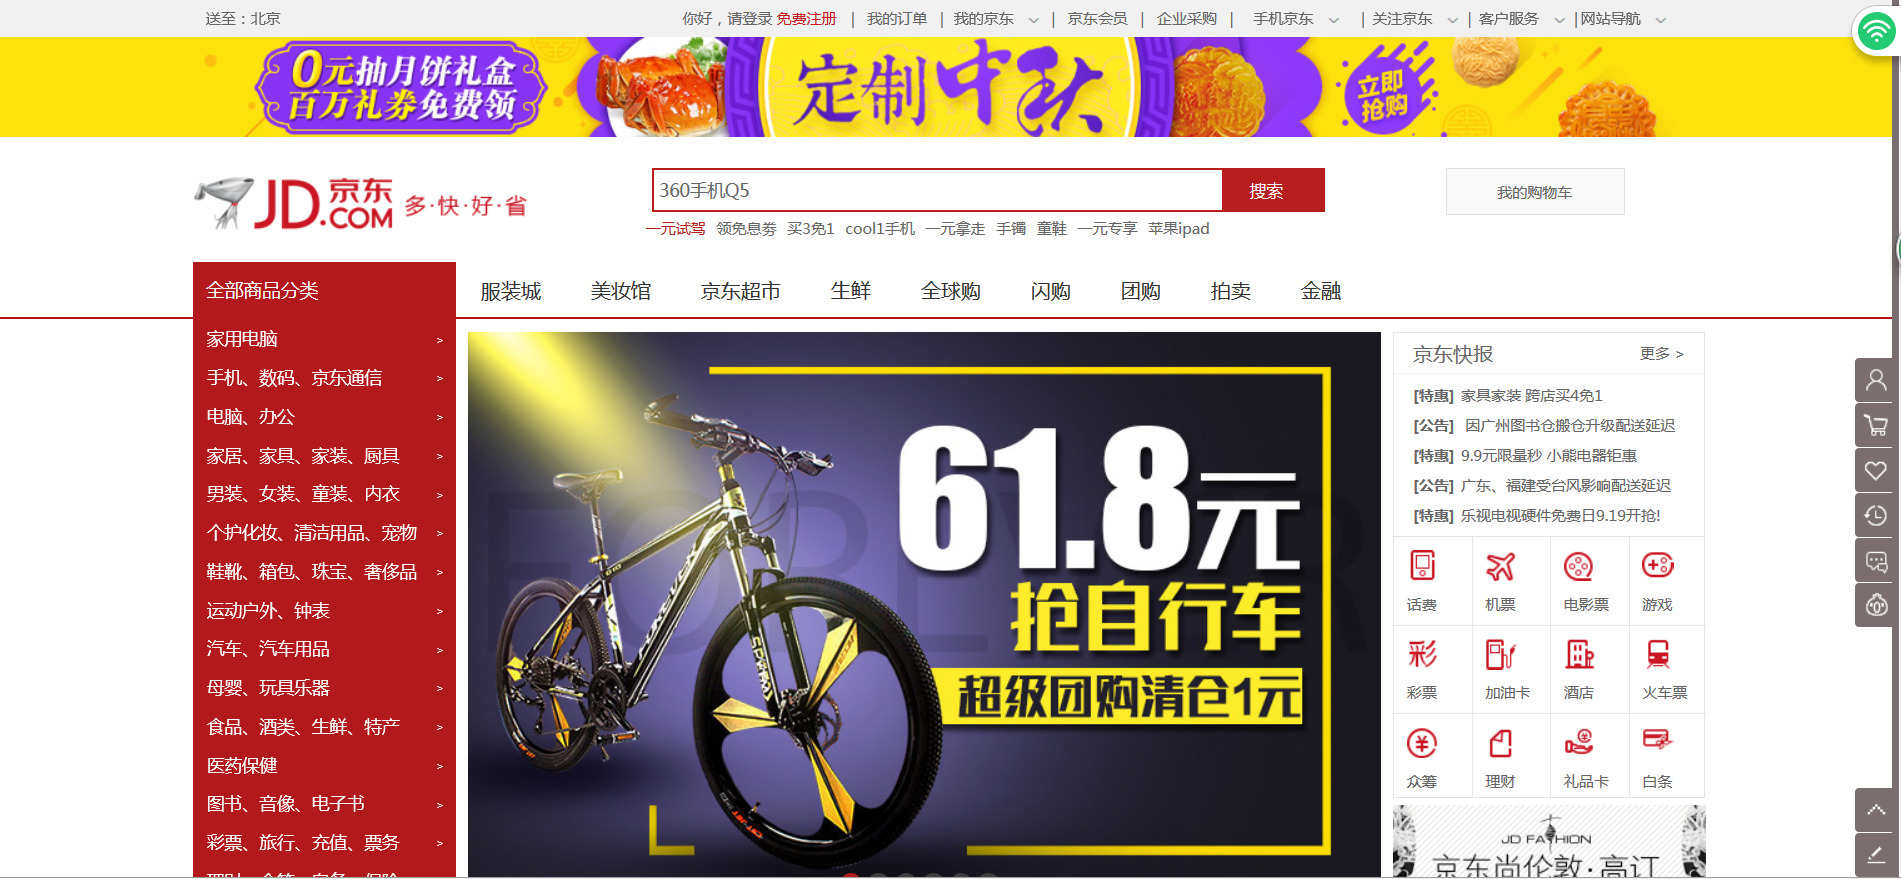 送至：北京
你好，请登录 免费注册 | 我的订单 | 我的京东 | 京东会员 | 企业采购 | 手机京东 | 关注京东 | 客户服务 | 网站导航
0元抽月饼礼盒
百万礼券免费领
定制中秋
立即
抢购
JD.COM 京东
多·快·好·省
360手机Q5
搜索
我的购物车
一元试驾 领免息劵 买3免1 cool1手机 一元拿走 手镯 童鞋 一元专享 苹果ipad
全部商品分类
服装城 美妆馆 京东超市 生鲜 全球购 闪购 团购 拍卖 金融
家用电脑 >
手机、数码、京东通信 >
电脑、办公 >
家居、家具、家装、厨具 >
男装、女装、童装、内衣 >
个护化妆、清洁用品、宠物 >
鞋靴、箱包、珠宝、奢侈品 >
运动户外、钟表 >
汽车、汽车用品 >
母婴、玩具乐器 >
食品、酒类、生鲜、特产 >
医药保健 >
图书、音像、电子书 >
彩票、旅行、充值、票务 >
FOREVER
61.8元
抢自行车
超级团购清仓1元
京东快报
更多 >
[特惠] 家具家装 跨店买4免1
[公告] 因广州图书仓搬仓升级配送延迟
[特惠] 9.9元限量秒 小熊电器钜惠
[公告] 广东、福建受台风影响配送延迟
[特惠] 乐视电视硬件免费日9.19开抢!
话费 机票 电影票 游戏
彩
彩票 加油卡 酒店 火车票
众筹 理财 礼品卡 白条
JD FASHION
京东尚伦敦·高订